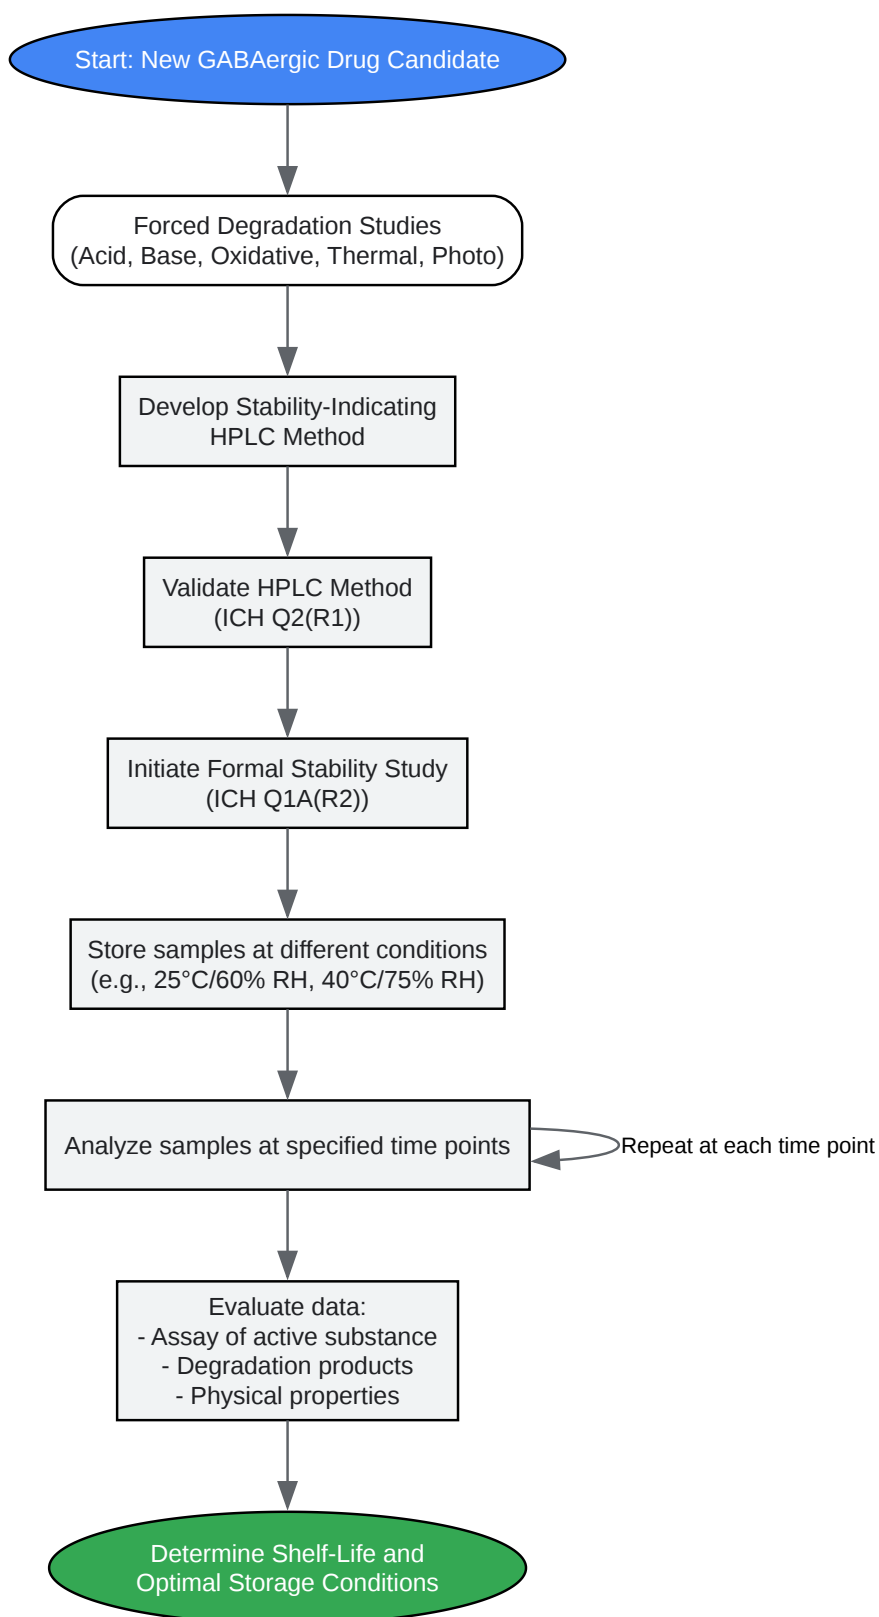 Start: New GABAergic Drug Candidate
Forced Degradation Studies
(Acid, Base, Oxidative, Thermal, Photo)
Develop Stability-Indicating
HPLC Method
Validate HPLC Method
(ICH Q2(R1))
Initiate Formal Stability Study
(ICH Q1A(R2))
Store samples at different conditions
(e.g., 25°C/60% RH, 40°C/75% RH)
Analyze samples at specified time points
Repeat at each time point
Evaluate data:
- Assay of active substance
- Degradation products
- Physical properties
Determine Shelf-Life and
Optimal Storage Conditions